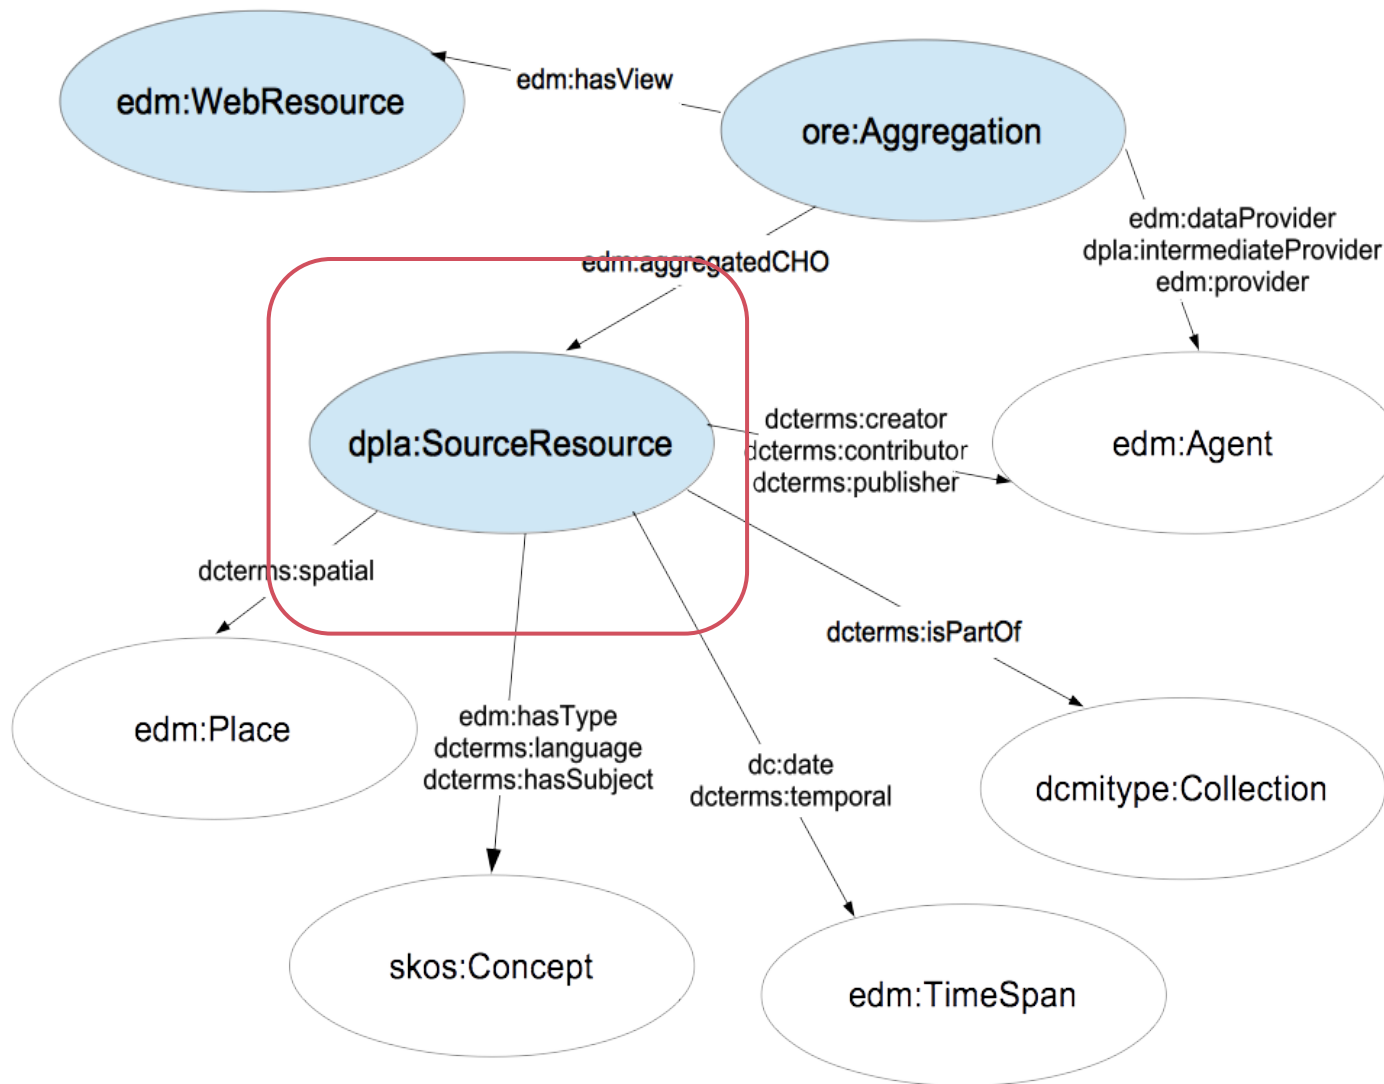 edm:WebResource
edm:hasView
ore:Aggregation
edm:dataProvider
dpla:intermediateProvider
edm:provider
edm:aggregatedCHO
dpla:SourceResource
dcterms:creator
dcterms:contributor
dcterms:publisher
edm:Agent
dcterms:spatial
dcterms:isPartOf
edm:Place
edm:hasType
dcterms:language
dcterms:hasSubject
dc:date
dcterms:temporal
dcmitype:Collection
skos:Concept
edm:TimeSpan